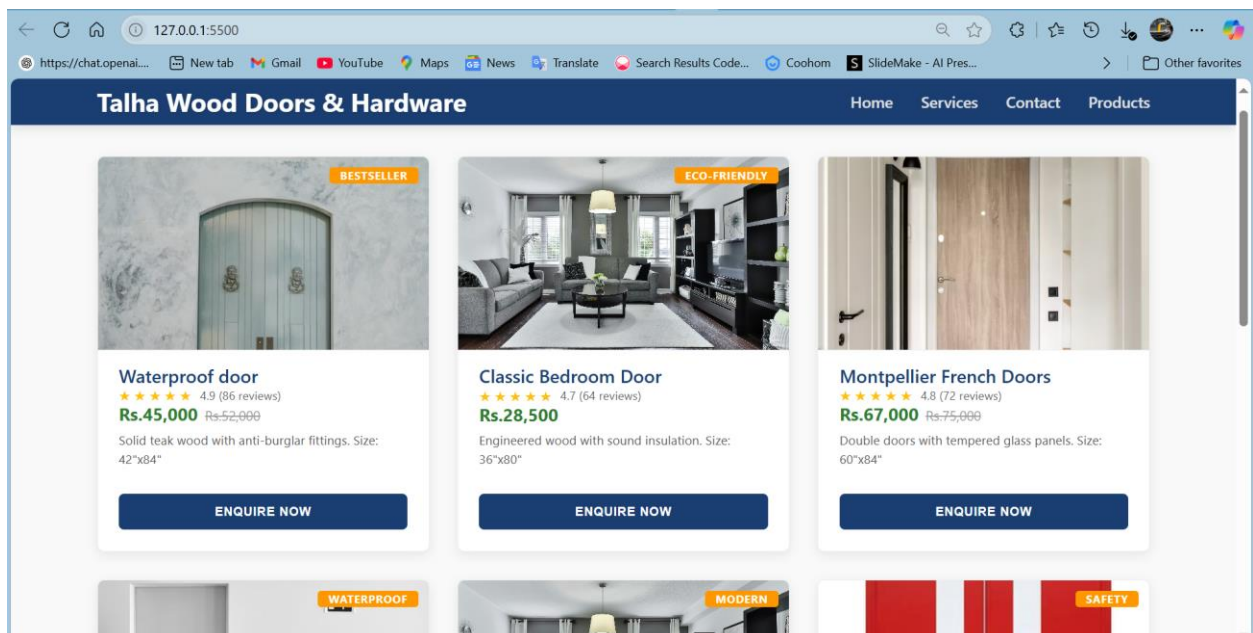 127.0.0.1:5500
https://chat.openai.... New tab Gmail YouTube Maps GE News Translate Search Results Code... Coohom S SlideMake - AI Pres... Other favorites
Talha Wood Doors & Hardware Home Services Contact Products
BESTSELLER ECO-FRIENDLY
Waterproof door Classic Bedroom Door Montpellier French Doors
★★★★★ 4.9 (86 reviews) ★★★★★ 4.7 (64 reviews) ★★★★★ 4.8 (72 reviews)
Rs.45,000 Rs.52,000 Rs.28,500 Rs.67,000 Rs.75,000
Solid teak wood with anti-burglar fittings. Size: Engineered wood with sound insulation. Size: Double doors with tempered glass panels. Size:
42"x84" 36"x80" 60"x84"
ENQUIRE NOW ENQUIRE NOW ENQUIRE NOW
WATERPROOF MODERN SAFETY